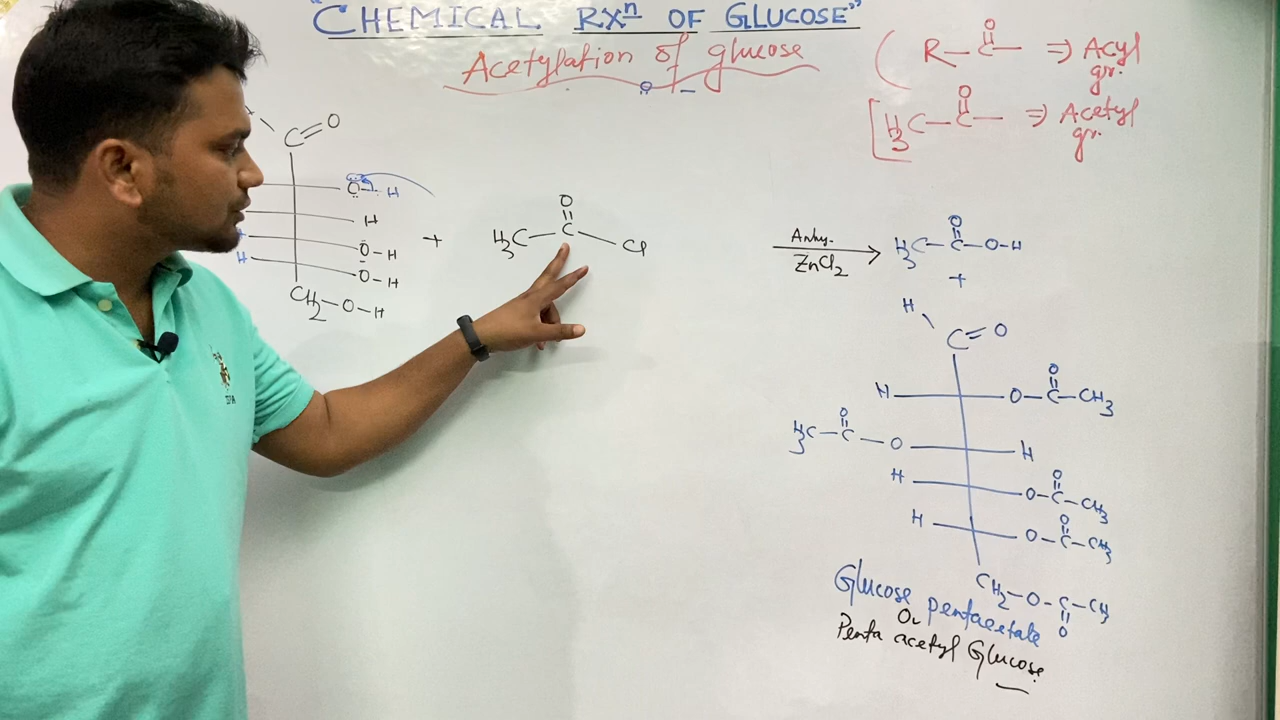 "CHEMICAL RXⁿ OF GLUCOSE"
Acetylation of glucose
R—C— ⇒ Acyl
O
gr.
H₃C—C— ⇒ Acetyl
O
gr.
C=O
O—H
H
O—H
H O—H
CH₂—O—H
+
O
H₃C—C—Cl
Anhy.
ZnCl₂
O
H₃C—C—O—H
+
H
C=O
O
H O—C—CH₃
O
H₃C—C—O H
O
H O—C—CH₃
O
H O—C—CH₃
CH₂—O—C—CH₃
O
Glucose pentaacetate
Or
Penta acetyl Glucose